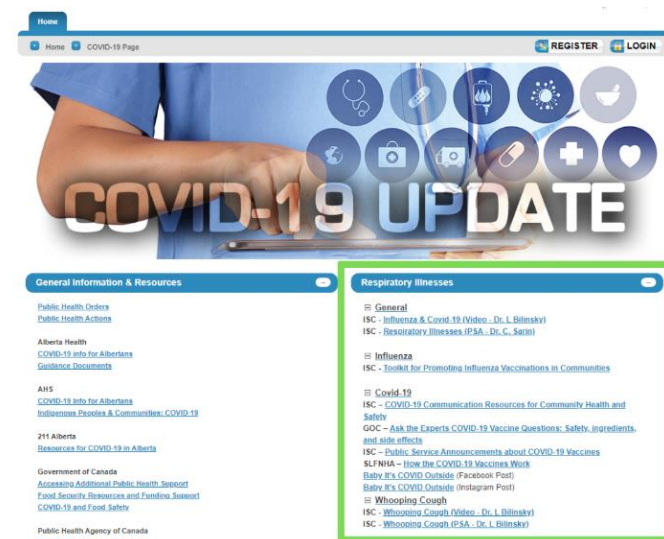 Home
Home COVID-19 Page
REGISTER LOGIN
COVID-19 UPDATE
General Information & Resources
Public Health Orders
Public Health Actions
Alberta Health
COVID-19 info for Albertans
Guidance Documents
AHS
COVID-19 Info for Albertans
Indigenous Peoples & Communities: COVID-19
211 Alberta
Resources for COVID-19 in Alberta
Government of Canada
Accessing Additional Public Health Support
Food Security Resources and Funding Support
COVID-19 and Food Safety
Public Health Agency of Canada
Respiratory Illnesses
General
ISC - Influenza & Covid-19 (Video - Dr. L Bilinsky)
ISC - Respiratory Illnesses (PSA - Dr. C. Sarin)
Influenza
ISC - Toolkit for Promoting Influenza Vaccinations in Communities
Covid-19
ISC – COVID-19 Communication Resources for Community Health and
Safety
GOC – Ask the Experts COVID-19 Vaccine Questions: Safety, ingredients,
and side effects
ISC – Public Service Announcements about COVID-19 Vaccines
SLFNHA – How the COVID-19 Vaccines Work
Baby It's COVID Outside (Facebook Post)
Baby It's COVID Outside (Instagram Post)
Whooping Cough
ISC - Whooping Cough (Video - Dr. L Bilinsky)
ISC - Whooping Cough (PSA - Dr. L Bilinsky)